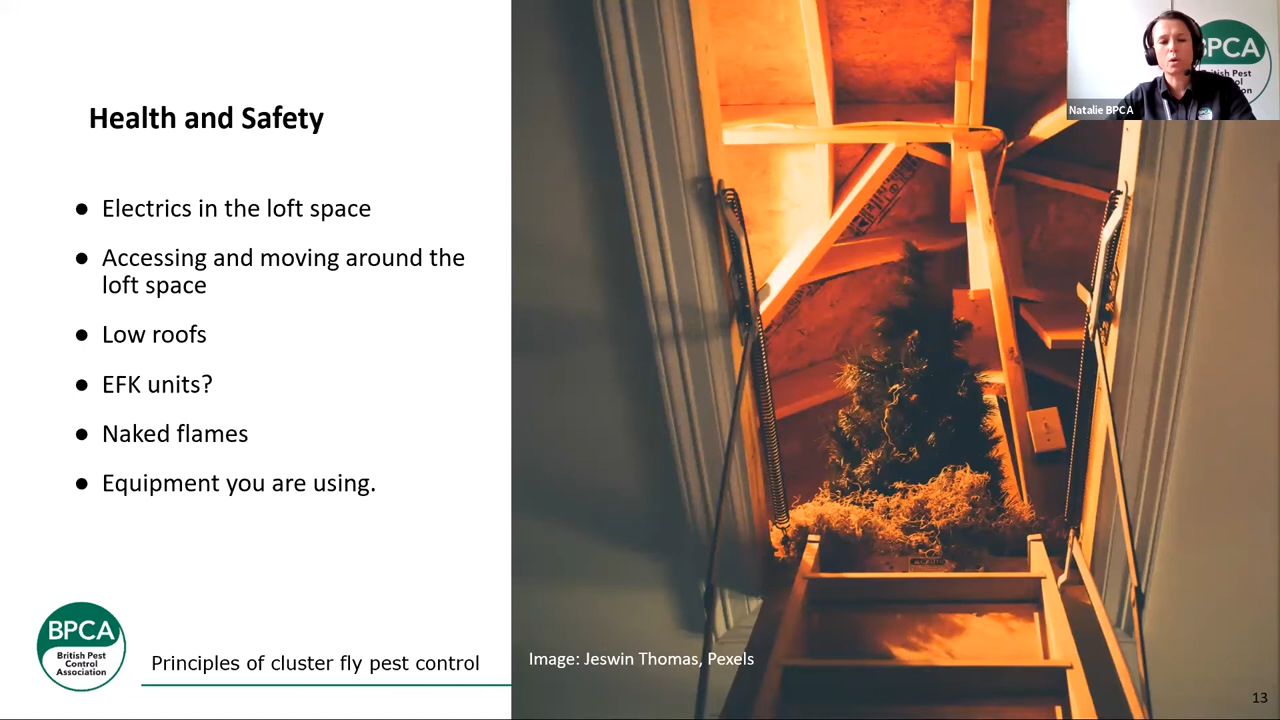 Health and Safety
● Electrics in the loft space
● Accessing and moving around the
loft space
● Low roofs
● EFK units?
● Naked flames
● Equipment you are using.
BPCA
British Pest
Control
Association
Principles of cluster fly pest control
Image: Jeswin Thomas, Pexels
13
Natalie BPCA
BPCA